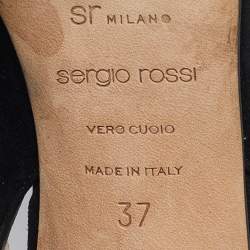 sr MILANO
sergio rossi
VERO CUOIO
MADE IN ITALY
37